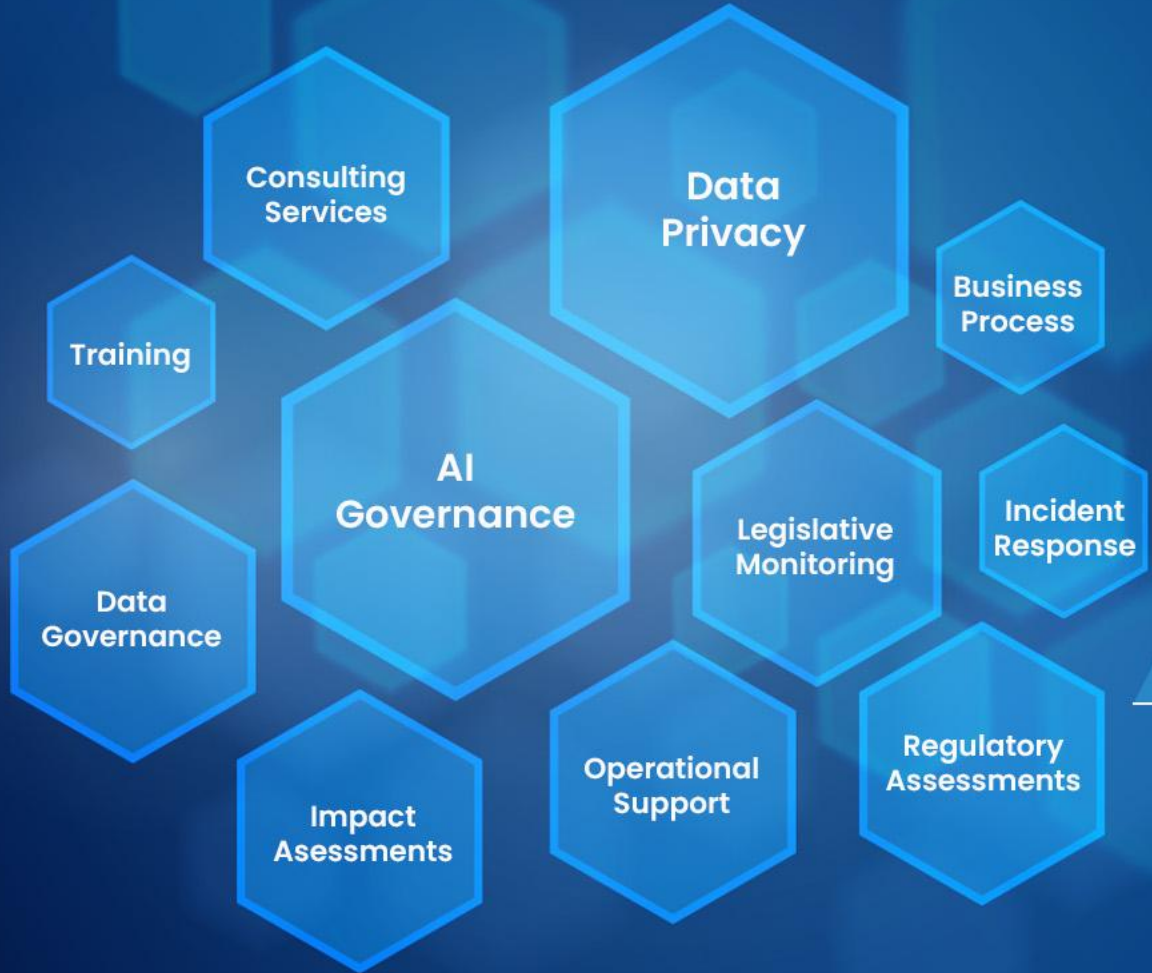 Consulting
Services
Data
Privacy
Business
Process
Training
AI
Governance
Legislative
Monitoring
Incident
Response
Data
Governance
Impact
Asessments
Operational
Support
Regulatory
Assessments